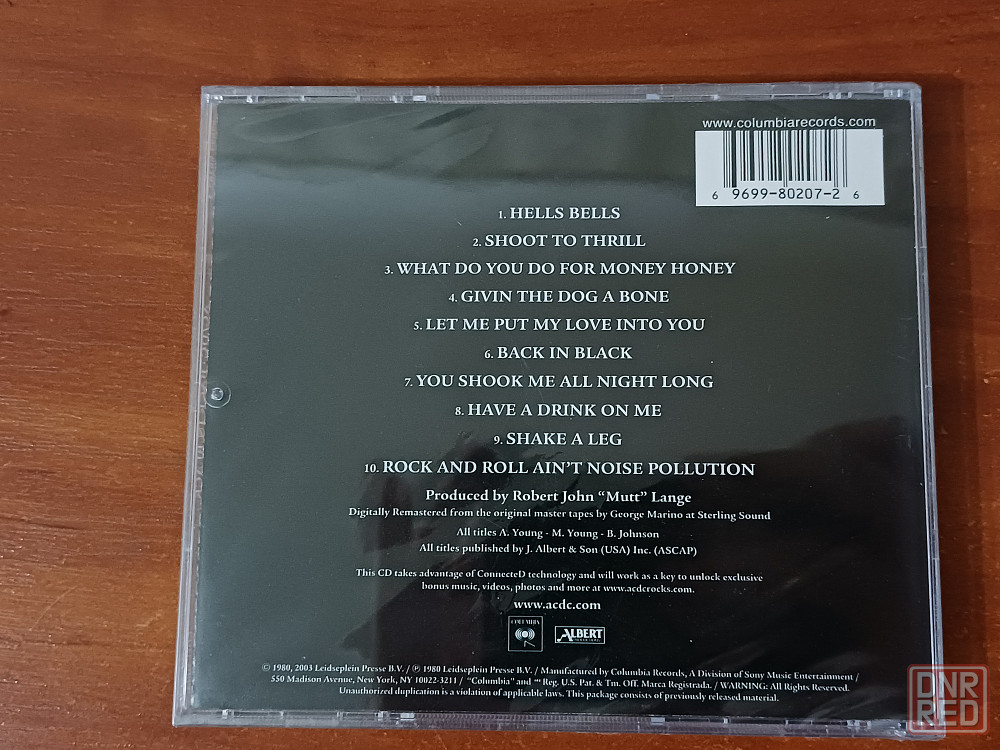 www.columbiarecords.com
6 9699-80207-2 6
1. HELLS BELLS
2. SHOOT TO THRILL
3. WHAT DO YOU DO FOR MONEY HONEY
4. GIVIN THE DOG A BONE
5. LET ME PUT MY LOVE INTO YOU
6. BACK IN BLACK
7. YOU SHOOK ME ALL NIGHT LONG
8. HAVE A DRINK ON ME
9. SHAKE A LEG
10. ROCK AND ROLL AIN'T NOISE POLLUTION
Produced by Robert John “Mutt” Lange
Digitally Remastered from the original master tapes by George Marino at Sterling Sound
All titles A. Young - M. Young - B. Johnson
All titles published by J. Albert & Son (USA) Inc. (ASCAP)
This CD takes advantage of ConnecteD technology and will work as a key to unlock exclusive
bonus music, videos, photos and more at www.acdcrocks.com.
www.acdc.com
COLUMBIA
ALBERT
© 1980, 2003 Leidseplein Presse B.V. / ℗ 1980 Leidseplein Presse B.V. / Manufactured by Columbia Records, A Division of Sony Music Entertainment /
550 Madison Avenue, New York, NY 10022-3211 / "Columbia" and Reg. U.S. Pat. & Tm. Off. Marca Registrada. / WARNING: All Rights Reserved.
Unauthorized duplication is a violation of applicable laws. This package consists of previously released material.
DNR
RED